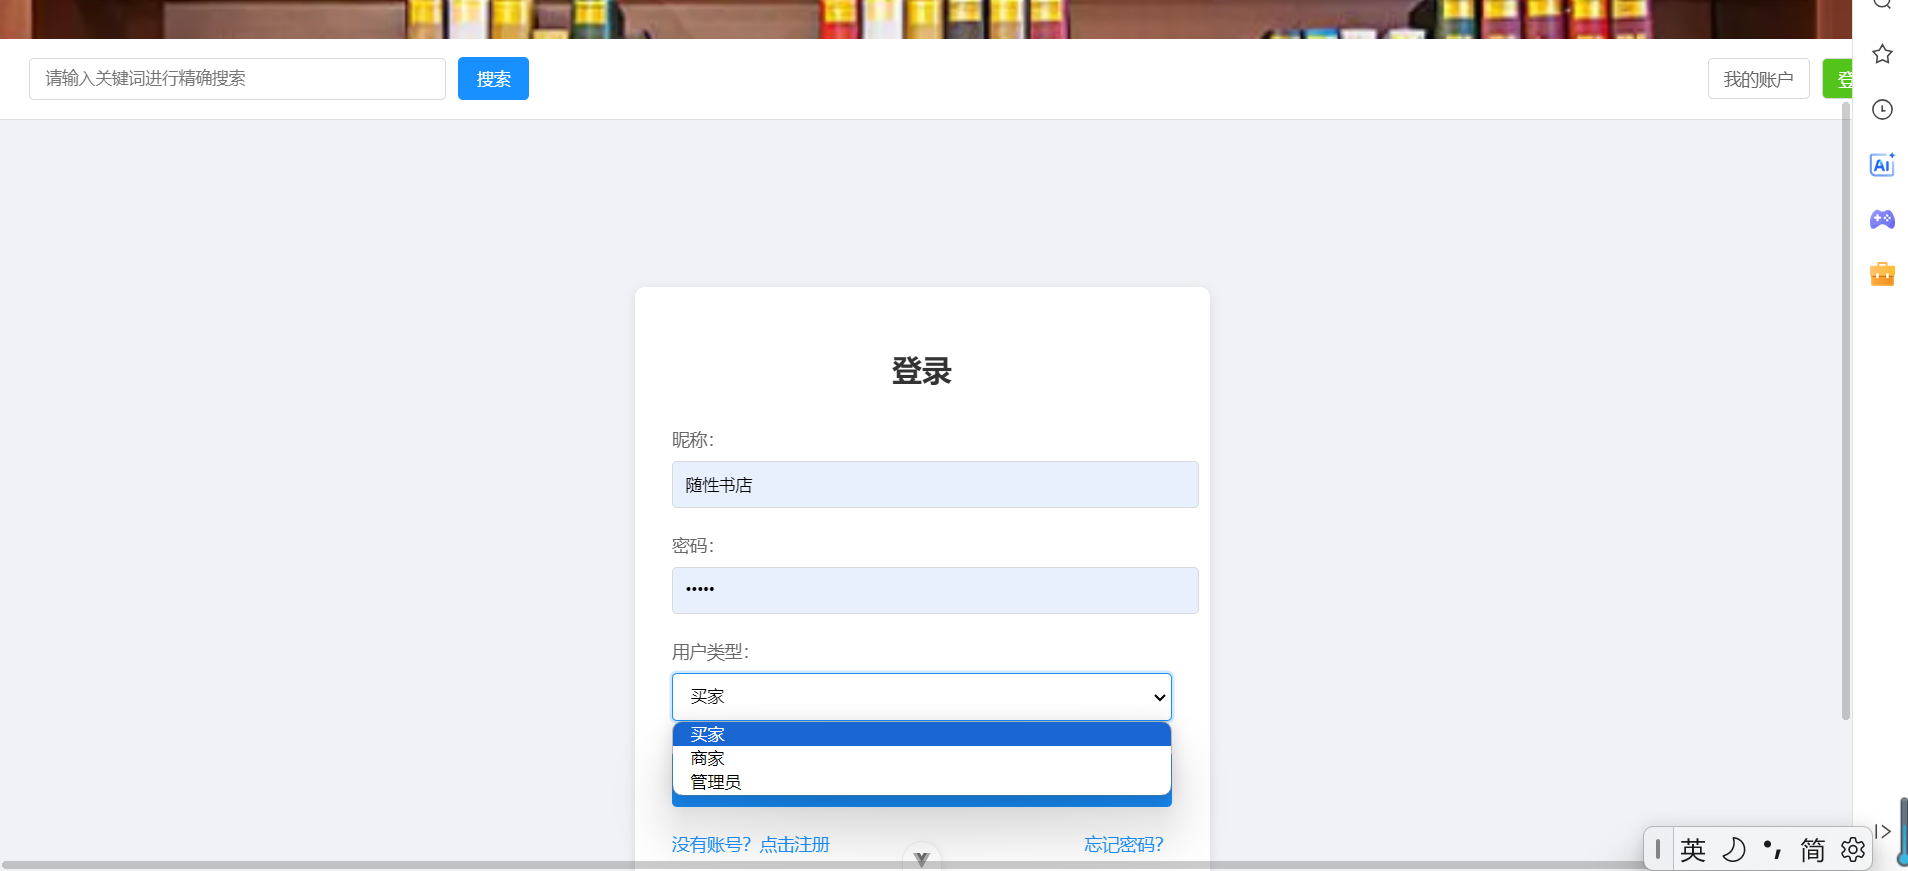 请输入关键词进行精确搜索
搜索
我的账户
登
登录
昵称：
随性书店
密码：
•••••
用户类型：
买家
买家
商家
管理员
没有账号？点击注册
忘记密码？
英
简
AI